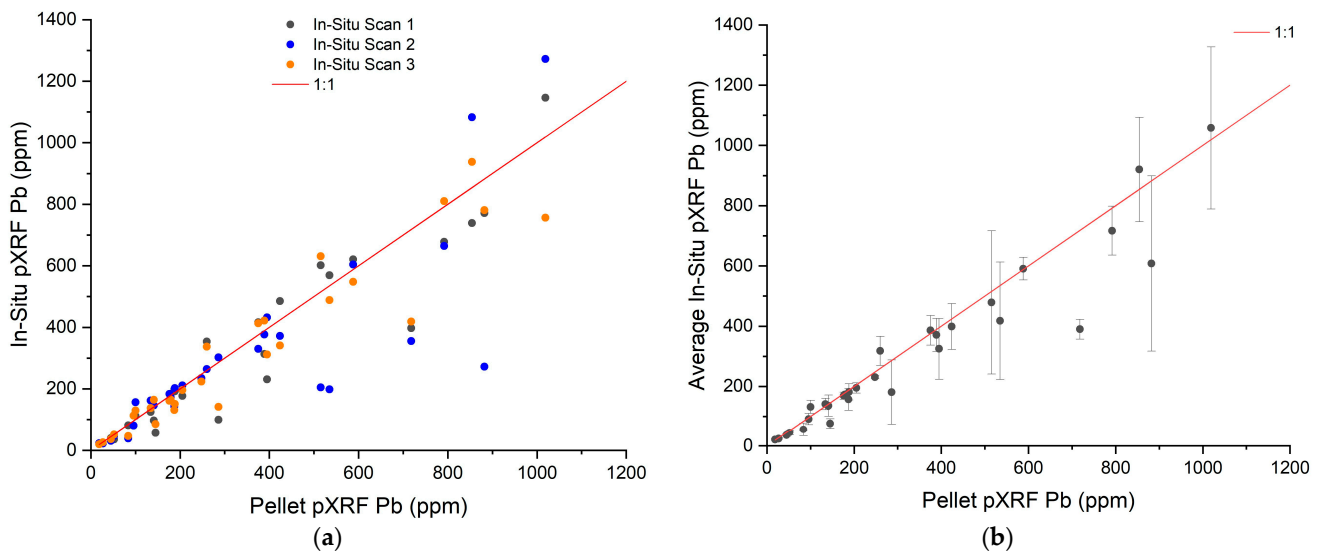 In-Situ Scan 1
In-Situ Scan 2
In-Situ Scan 3
1:1
In-Situ pXRF Pb (ppm)
1400
1200
1000
800
600
400
200
0
0 200 400 600 800 1000 1200
Pellet pXRF Pb (ppm)
(a)
1:1
Average In-Situ pXRF Pb (ppm)
1400
1200
1000
800
600
400
200
0
0 200 400 600 800 1000 1200
Pellet pXRF Pb (ppm)
(b)